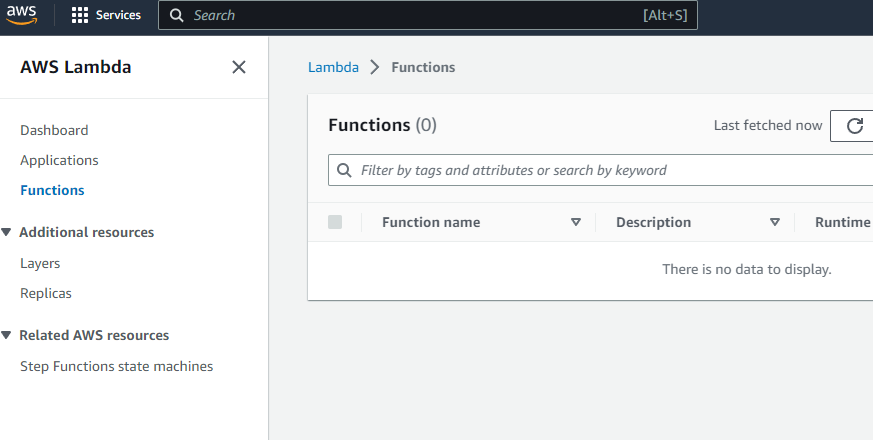 aws Services Search [Alt+S]
AWS Lambda
Dashboard
Applications
Functions
Additional resources
Layers
Replicas
Related AWS resources
Step Functions state machines
Lambda Functions
Functions (0) Last fetched now
Filter by tags and attributes or search by keyword
Function name Description Runtime
There is no data to display.